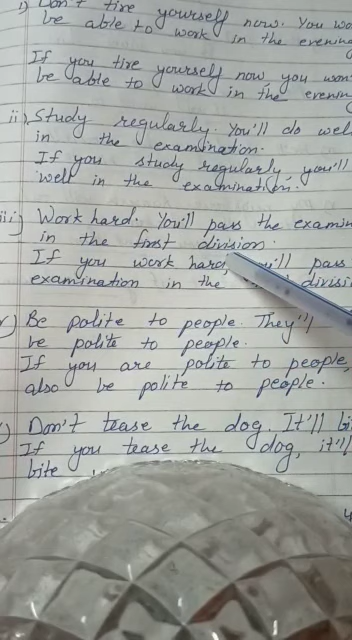 i) Don't tire yourself now. You wo
be able to work in the evenin
If you tire yourself now you won
be able to work in the evenin
ii) Study regularly. You'll do well
in the examination.
If you study regularly, you'll
well in the examination.
iii) Work hard. You'll pass the examin
in the first division.
If you work hard, you'll pass
examination in the divisi
v) Be polite to people. They'll
be polite to people.
If you are polite to people,
also be polite to people.
) Don't tease the dog. It'll bi
If you tease the dog, it'll
bite